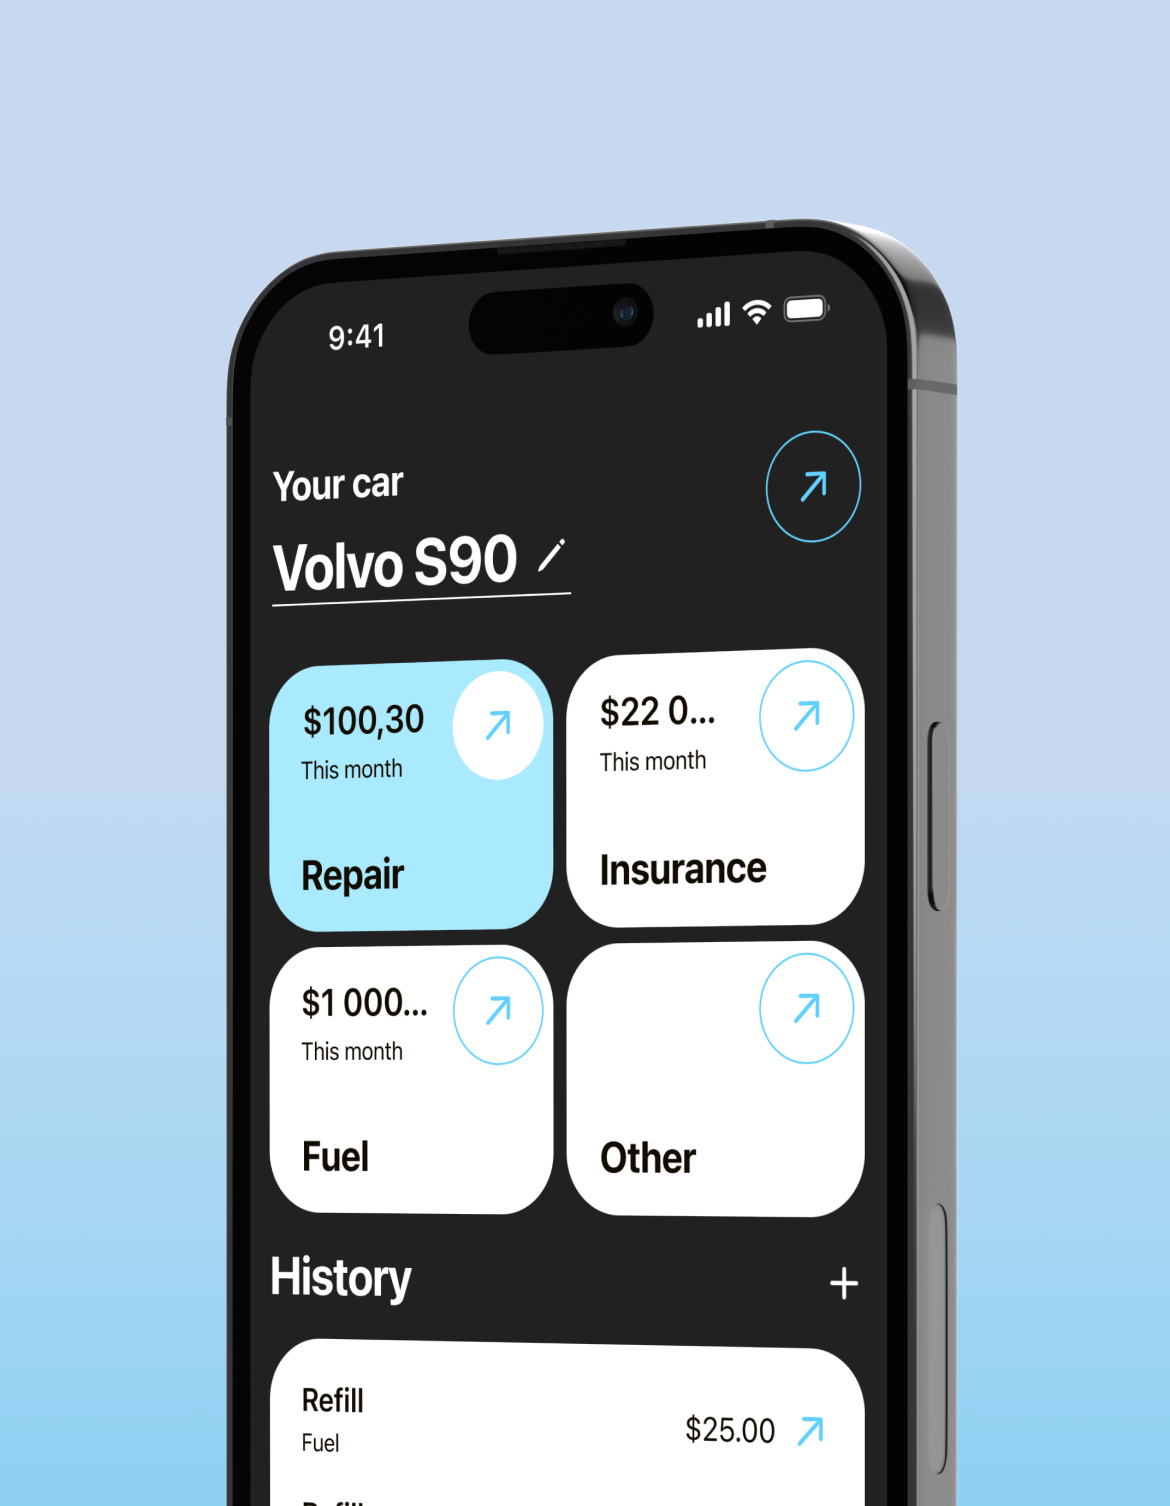 9:41
Your car
Volvo S90
$100,30
This month
Repair
$22 0...
This month
Insurance
$1 000...
This month
Fuel
Other
History
Refill
Fuel
$25.00